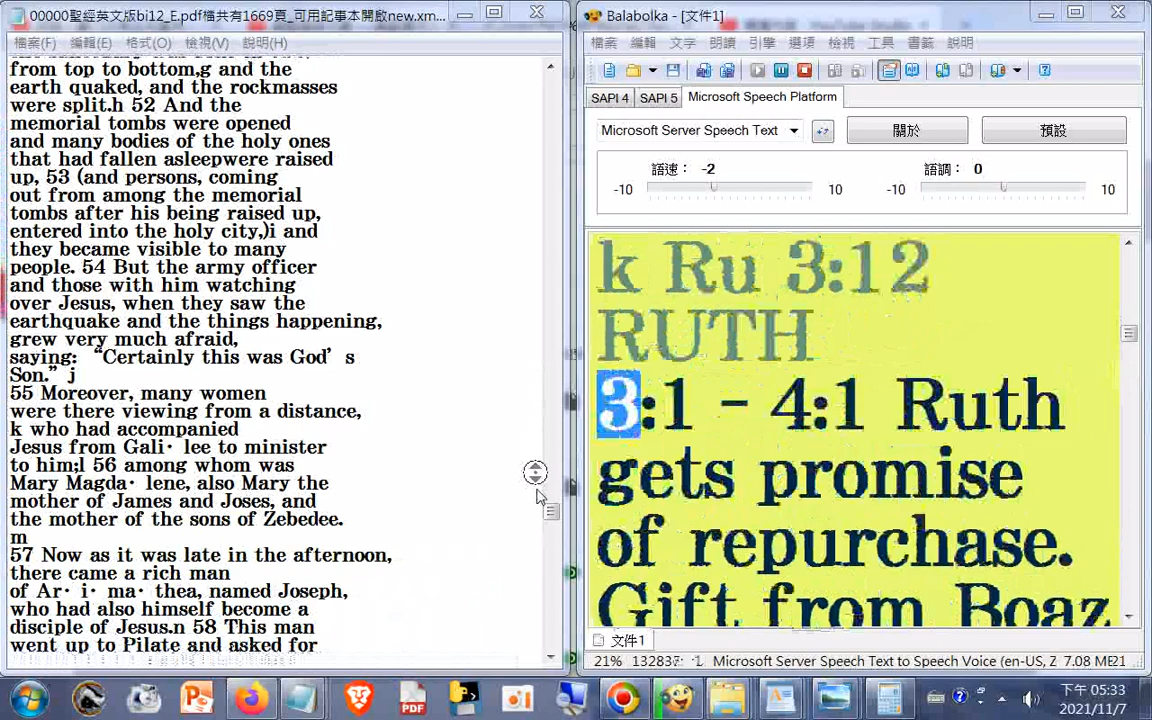 00000聖經英文版bi12_E.pdf檔共有1669頁_可用記事本開啟new.xm...
檔案(F) 編輯(E) 格式(O) 檢視(V) 說明(H)
from top to bottom,g and the
earth quaked, and the rockmasses
were split.h 52 And the
memorial tombs were opened
and many bodies of the holy ones
that had fallen asleepwere raised
up, 53 (and persons, coming
out from among the memorial
tombs after his being raised up,
entered into the holy city,)i and
they became visible to many
people. 54 But the army officer
and those with him watching
over Jesus, when they saw the
earthquake and the things happening,
grew very much afraid,
saying: “Certainly this was God’s
Son.” j
55 Moreover, many women
were there viewing from a distance,
k who had accompanied
Jesus from Gali· lee to minister
to him;l 56 among whom was
Mary Magda· lene, also Mary the
mother of James and Joses, and
the mother of the sons of Zebedee.
m
57 Now as it was late in the afternoon,
there came a rich man
of Ar· i· ma· thea, named Joseph,
who had also himself become a
disciple of Jesus.n 58 This man
went up to Pilate and asked for
Balabolka - [文件1]
檔案 編輯 文字 朗讀 引擎 選項 檢視 工具 書籤 說明
SAPI 4 SAPI 5 Microsoft Speech Platform
Microsoft Server Speech Text 關於 預設
語速： -2 語調： 0
-10 10 -10 10
k Ru 3:12
RUTH
3:1 - 4:1 Ruth
gets promise
of repurchase.
Gift from Boaz
文件1
21% Microsoft Server Speech Text to Speech Voice (en-US, Z 7.08 ME21
PDF
下午 05:33
2021/11/7